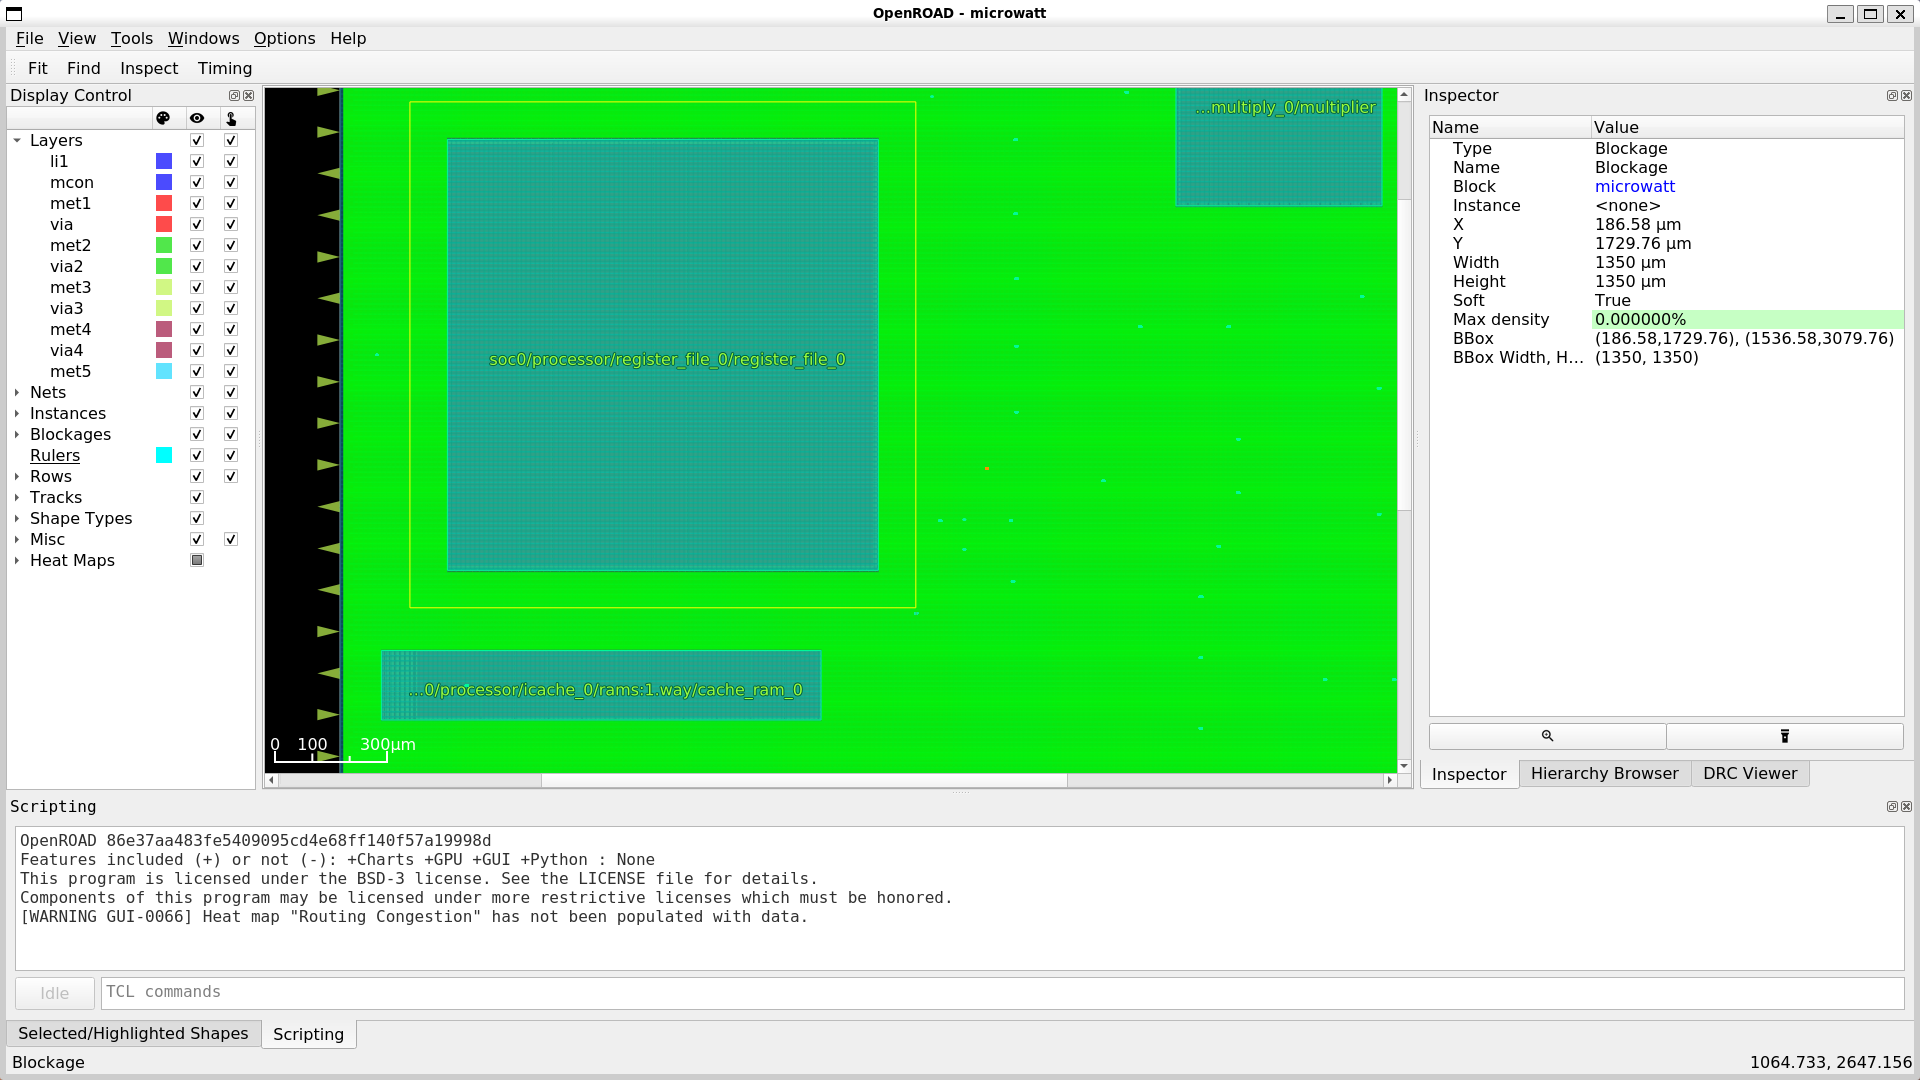 OpenROAD - microwatt
File View Tools Windows Options Help
Fit Find Inspect Timing
Display Control
Layers
li1
mcon
met1
via
met2
via2
met3
via3
met4
via4
met5
Nets
Instances
Blockages
Rulers
Rows
Tracks
Shape Types
Misc
Heat Maps
...multiply_0/multiplier
soc0/processor/register_file_0/register_file_0
...0/processor/icache_0/rams:1.way/cache_ram_0
0 100 300µm
Inspector
Name Value
Type Blockage
Name Blockage
Block microwatt
Instance <none>
X 186.58 µm
Y 1729.76 µm
Width 1350 µm
Height 1350 µm
Soft True
Max density 0.000000%
BBox (186.58,1729.76), (1536.58,3079.76)
BBox Width, H... (1350, 1350)
Inspector Hierarchy Browser DRC Viewer
Scripting
OpenROAD 86e37aa483fe5409095cd4e68ff140f57a19998d
Features included (+) or not (-): +Charts +GPU +GUI +Python : None
This program is licensed under the BSD-3 license. See the LICENSE file for details.
Components of this program may be licensed under more restrictive licenses which must be honored.
[WARNING GUI-0066] Heat map "Routing Congestion" has not been populated with data.
Idle TCL commands
Selected/Highlighted Shapes Scripting
Blockage 1064.733, 2647.156